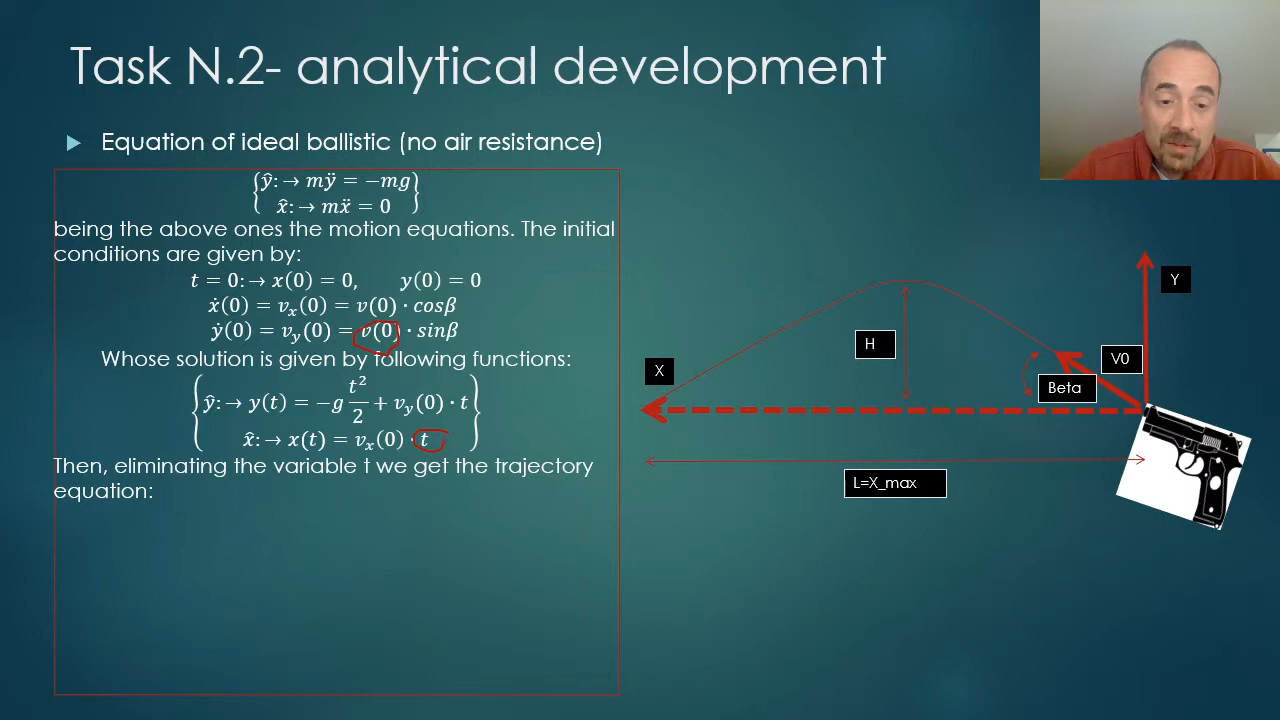 Task N.2- analytical development
Equation of ideal ballistic (no air resistance)
{ŷ: → mÿ = −mg
x̂: → mẍ = 0}
being the above ones the motion equations. The initial
conditions are given by:
t = 0: → x(0) = 0, y(0) = 0
ẋ(0) = vₓ(0) = v(0) · cosβ
ẏ(0) = v_y(0) = v(0) · sinβ
Whose solution is given by following functions:
{ŷ: → y(t) = −g t²/2 + v_y(0) · t
x̂: → x(t) = vₓ(0) · t}
Then, eliminating the variable t we get the trajectory
equation:
Y
H
V0
X
Beta
L=X_max